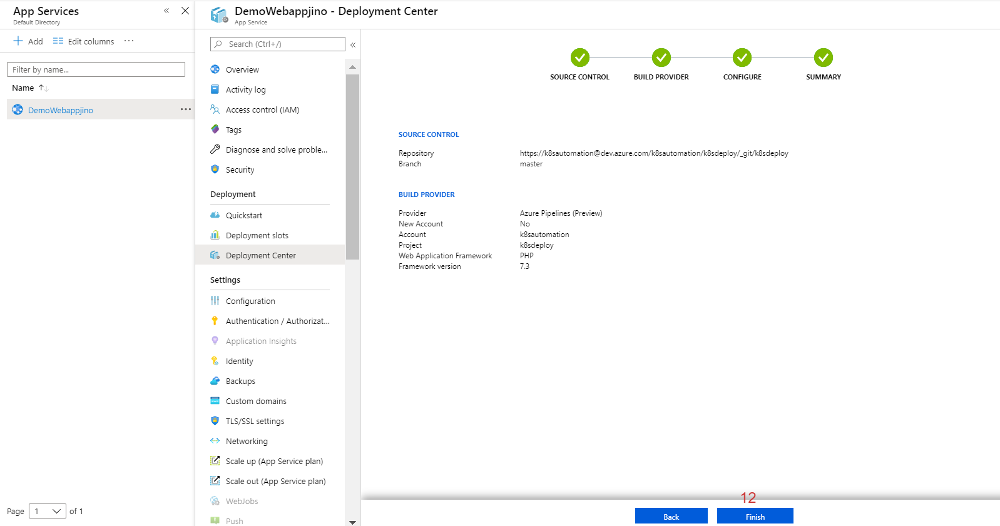 App Services
Default Directory
Add
Edit columns
Filter by name...
Name
DemoWebappjino
Page 1 of 1
DemoWebappjino - Deployment Center
App Service
Search (Ctrl+/)
Overview
Activity log
Access control (IAM)
Tags
Diagnose and solve proble...
Security
Deployment
Quickstart
Deployment slots
Deployment Center
Settings
Configuration
Authentication / Authorizat...
Application Insights
Identity
Backups
Custom domains
TLS/SSL settings
Networking
Scale up (App Service plan)
Scale out (App Service plan)
WebJobs
Push
SOURCE CONTROL
BUILD PROVIDER
CONFIGURE
SUMMARY
SOURCE CONTROL
Repository https://k8sautomation@dev.azure.com/k8sautomation/k8sdeploy/_git/k8sdeploy
Branch master
BUILD PROVIDER
Provider Azure Pipelines (Preview)
New Account No
Account k8sautomation
Project k8sdeploy
Web Application Framework PHP
Framework version 7.3
12
Back
Finish